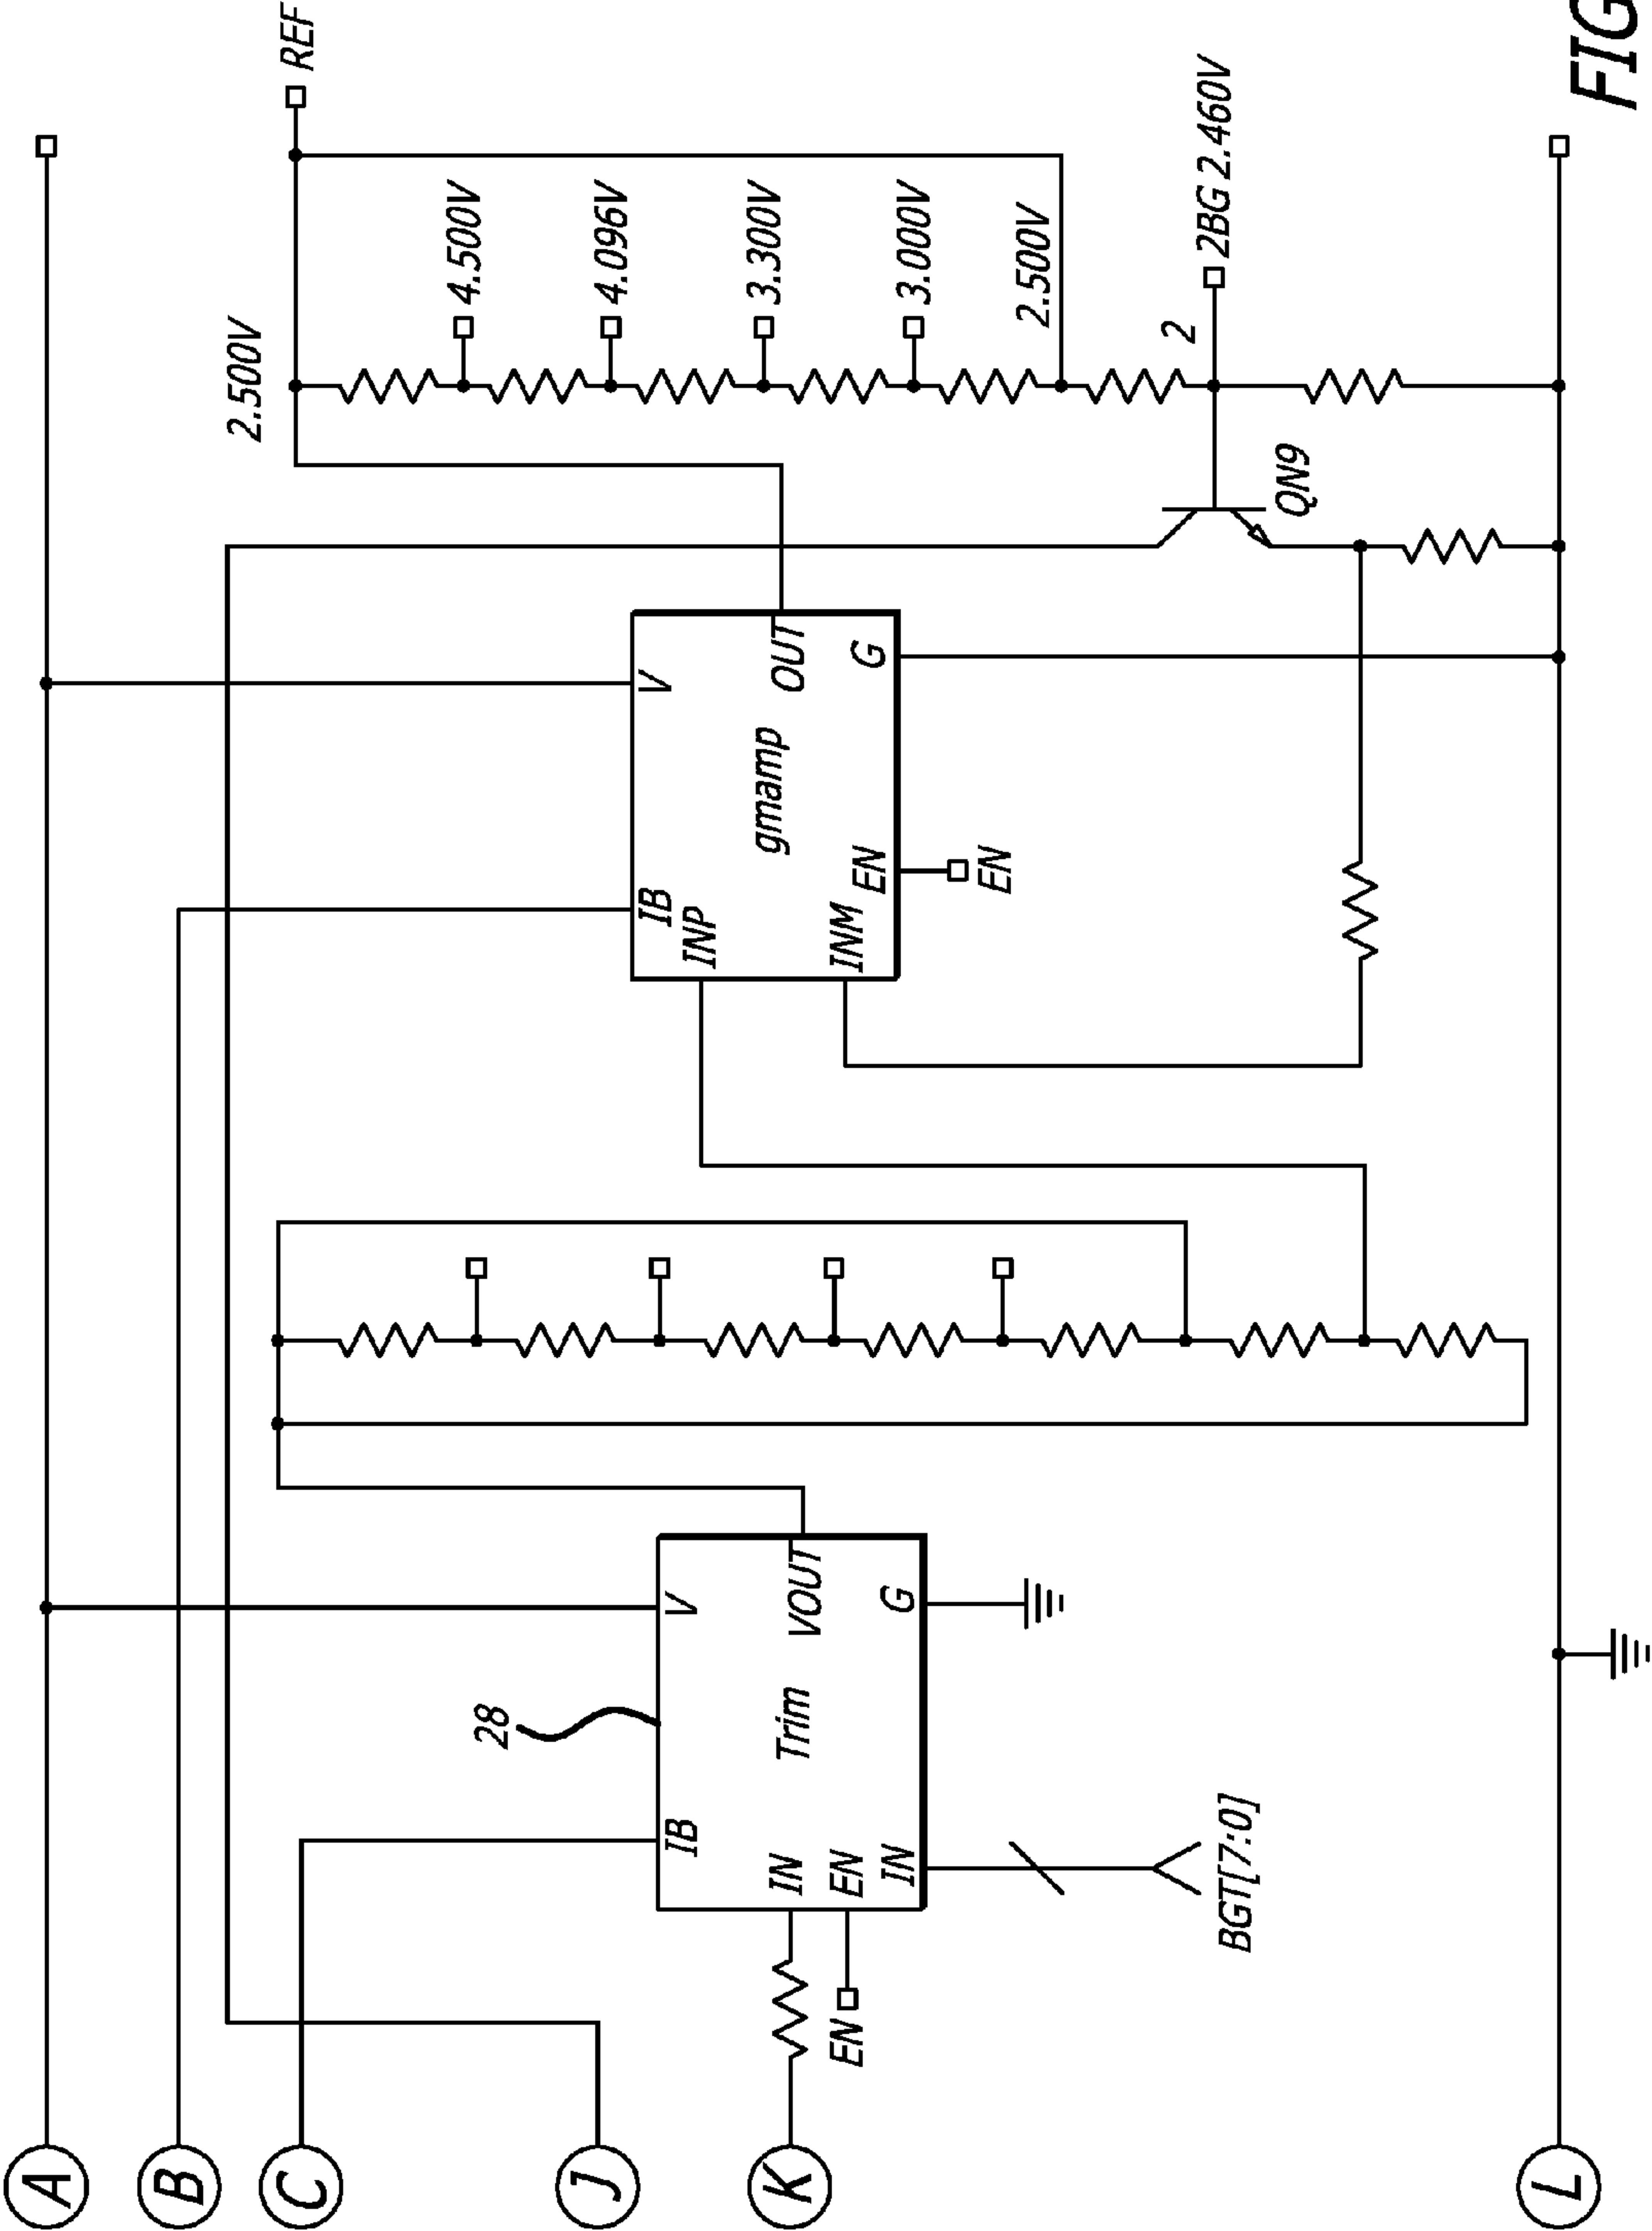 A
B
C
J
K
L
REF
2.500V
4.500V
4.096V
3.300V
3.000V
2.500V
2
2BG 2.460V
QN9
V
OUT
G
gmamp
IB
INP
INM
EN
EN
28
V
VOUT
G
Trim
IB
IN
EN
IN
EN
BGT[7:0]
FIG